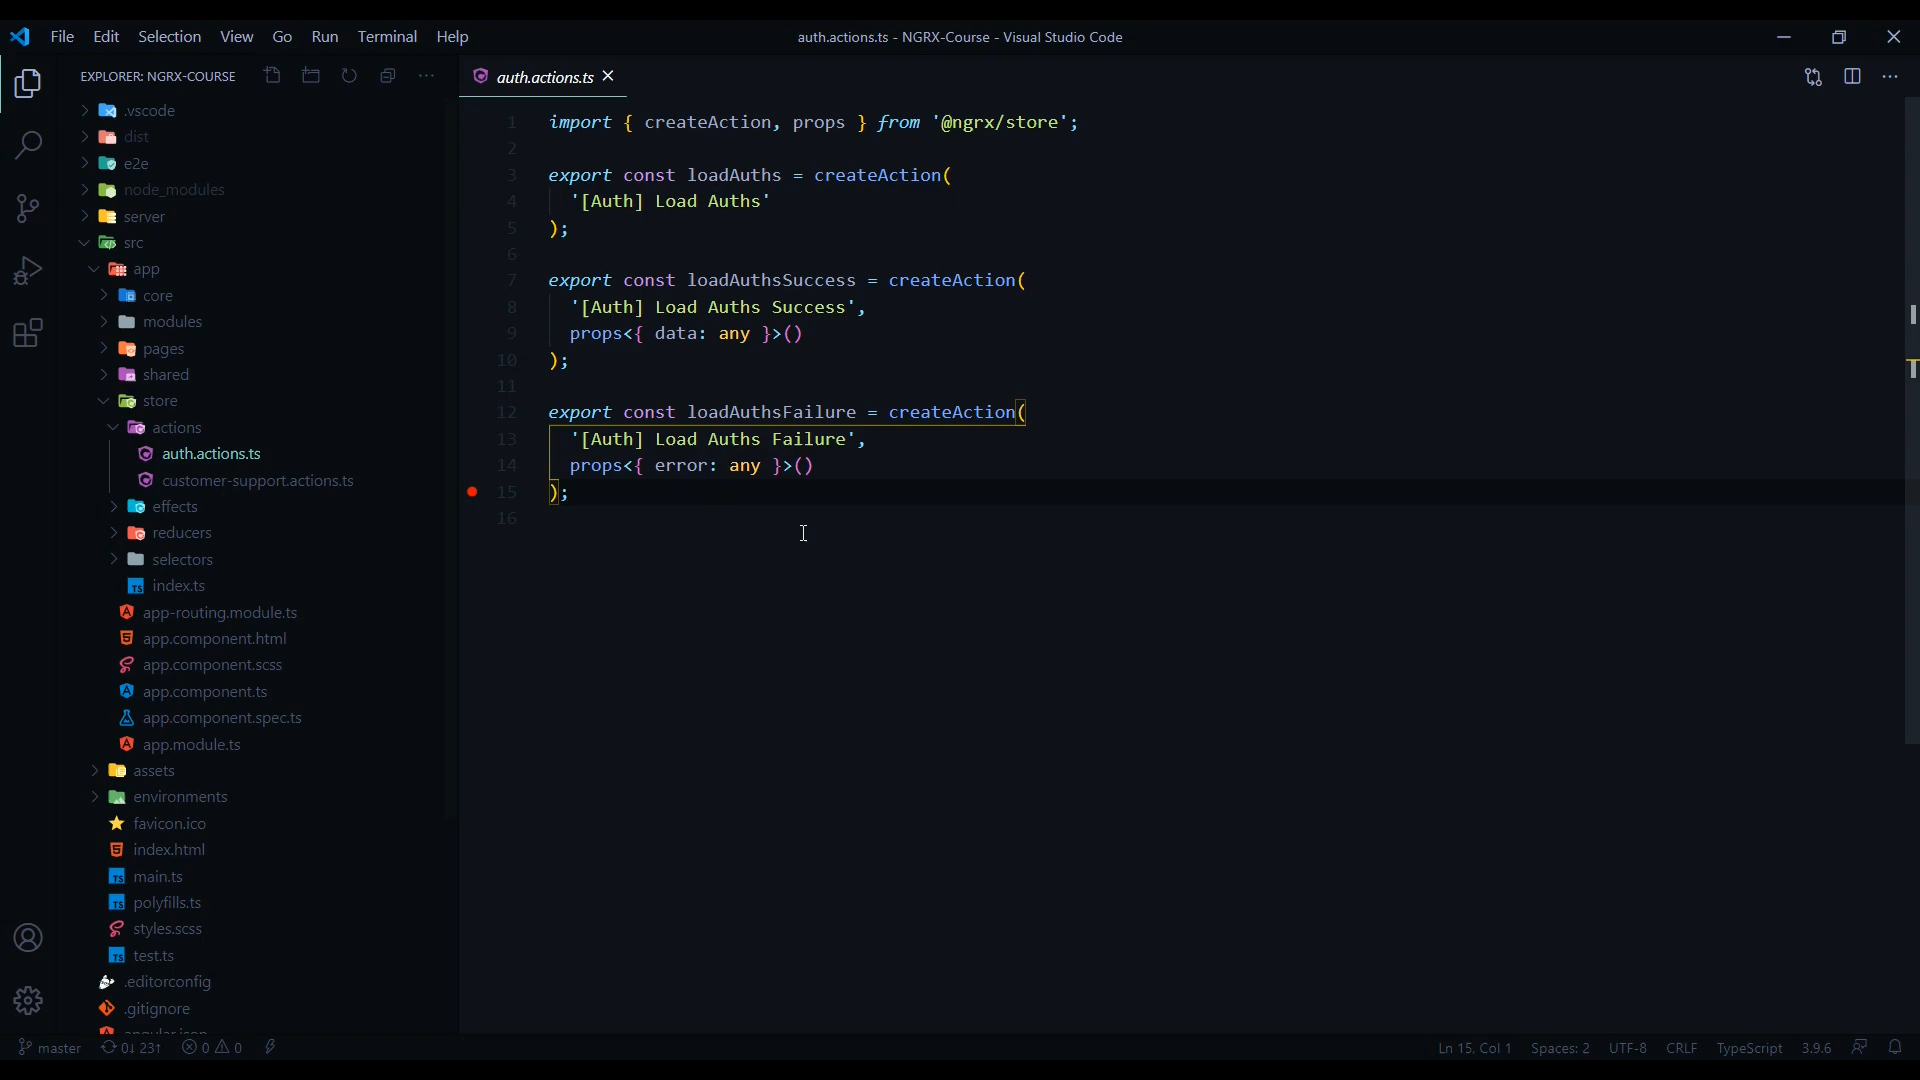 File Edit Selection View Go Run Terminal Help
auth.actions.ts - NGRX-Course - Visual Studio Code
EXPLORER: NGRX-COURSE
.vscode
dist
e2e
node_modules
server
src
app
core
modules
pages
shared
store
actions
auth.actions.ts
customer-support.actions.ts
effects
reducers
selectors
index.ts
app-routing.module.ts
app.component.html
app.component.scss
app.component.ts
app.component.spec.ts
app.module.ts
assets
environments
favicon.ico
index.html
main.ts
polyfills.ts
styles.scss
test.ts
.editorconfig
.gitignore
angular.json
auth.actions.ts
1 import { createAction, props } from '@ngrx/store';
2
3 export const loadAuths = createAction(
4 '[Auth] Load Auths'
5 );
6
7 export const loadAuthsSuccess = createAction(
8 '[Auth] Load Auths Success',
9 props<{ data: any }>()
10 );
11
12 export const loadAuthsFailure = createAction(
13 '[Auth] Load Auths Failure',
14 props<{ error: any }>()
15 );
16
master 0↓ 23↑ 0 0
Ln 15, Col 1 Spaces: 2 UTF-8 CRLF TypeScript 3.9.6